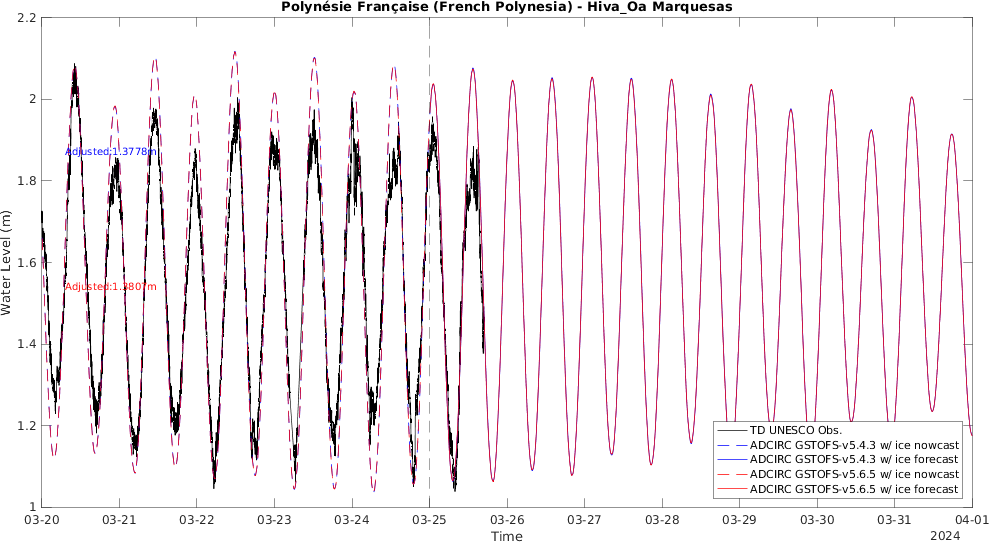 Polynésie Française (French Polynesia) - Hiva_Oa Marquesas
2.2
2
1.8
1.6
1.4
1.2
1
Water Level (m)
Adjusted:1.3778m
Adjusted:1.3807m
TD UNESCO Obs.
ADCIRC GSTOFS-v5.4.3 w/ ice nowcast
ADCIRC GSTOFS-v5.4.3 w/ ice forecast
ADCIRC GSTOFS-v5.6.5 w/ ice nowcast
ADCIRC GSTOFS-v5.6.5 w/ ice forecast
03-20 03-21 03-22 03-23 03-24 03-25 03-26 03-27 03-28 03-29 03-30 03-31 04-01
Time
2024